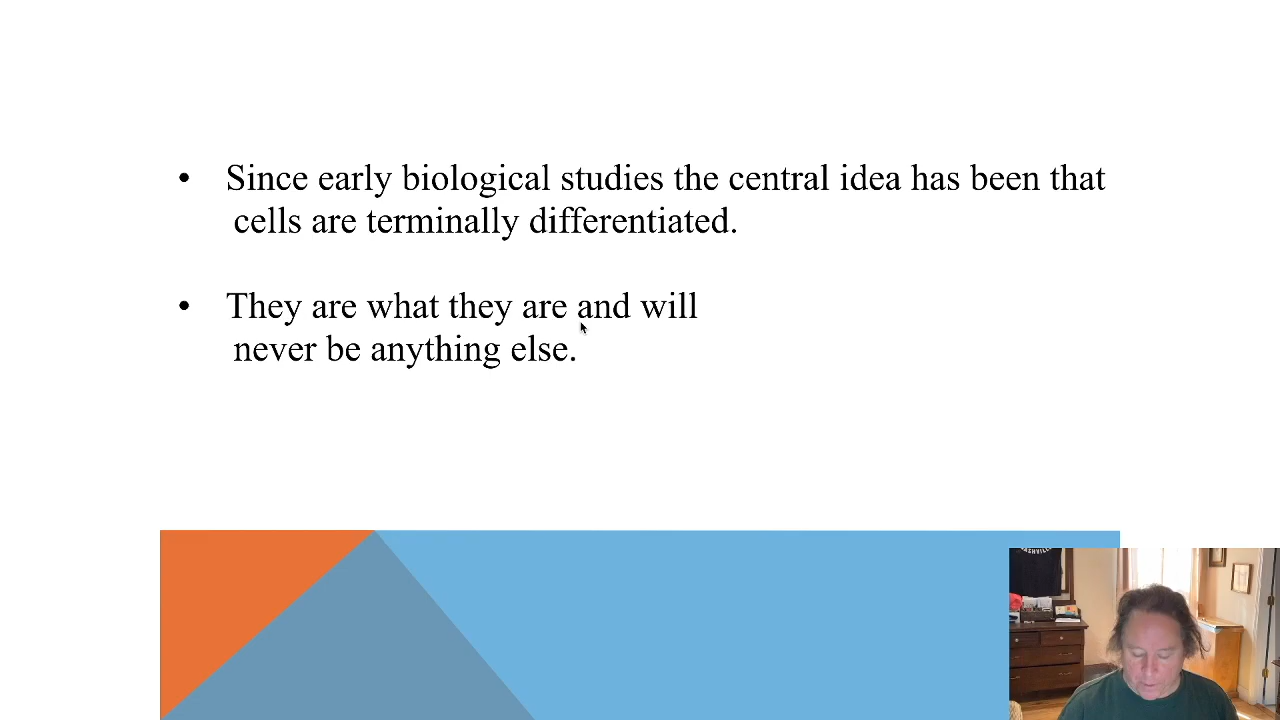 • Since early biological studies the central idea has been that
cells are terminally differentiated.
• They are what they are and will
never be anything else.
NASHVILLE